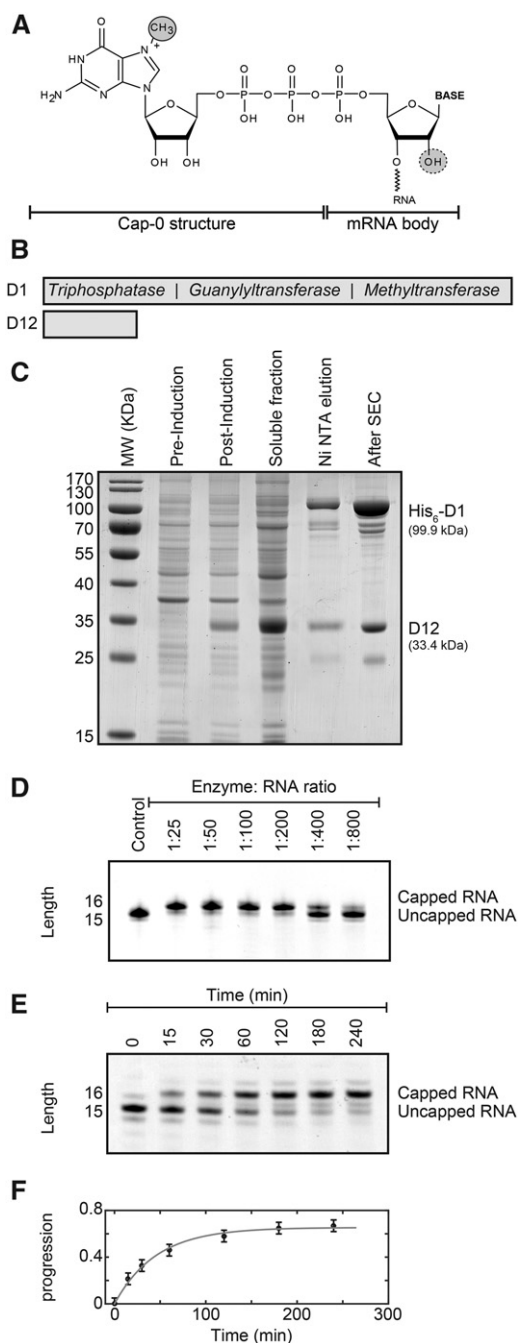 A
CH3
O
N
+
NH
H2N
N
N
O
O
O
O
O
O
P
O
P
O
P
O
OH
OH
OH
OH
OH
O
BASE
O
OH
RNA
Cap-0 structure
mRNA body
B
D1
Triphosphatase | Guanylyltransferase | Methyltransferase
D12
C
MW (KDa)
Pre-Induction
Post-Induction
Soluble fraction
Ni NTA elution
After SEC
170
130
100
70
55
40
35
25
15
His6-D1
(99.9 kDa)
D12
(33.4 kDa)
D
Enzyme: RNA ratio
Control
1:25
1:50
1:100
1:200
1:400
1:800
Length
16
15
Capped RNA
Uncapped RNA
E
Time (min)
0
15
30
60
120
180
240
Length
16
15
Capped RNA
Uncapped RNA
F
progression
0.8
0.4
0
0
100
200
300
Time (min)